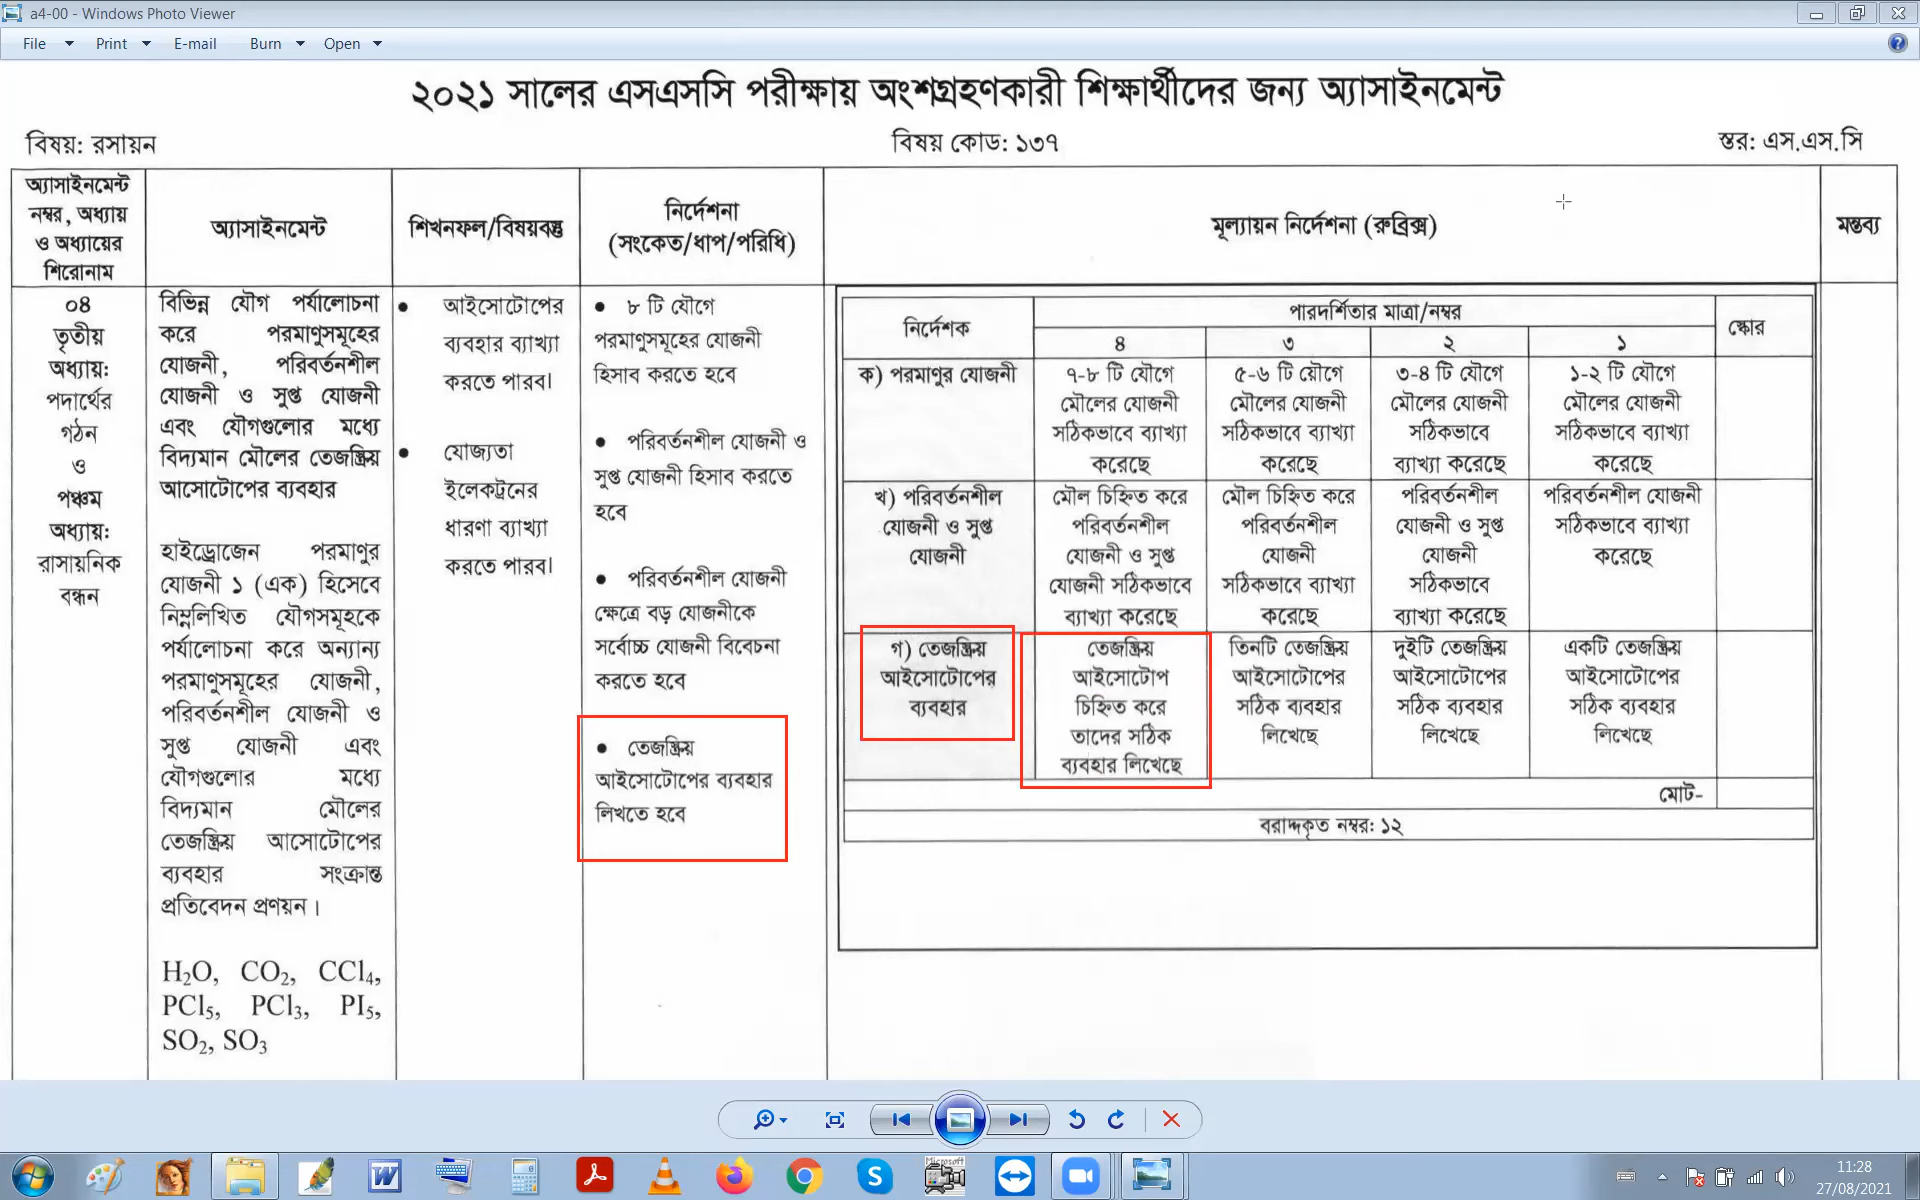 a4-00 - Windows Photo Viewer
File Print E-mail Burn Open
২০২১ সালের এসএসসি পরীক্ষায় অংশগ্রহণকারী শিক্ষার্থীদের জন্য অ্যাসাইনমেন্ট
বিষয়: রসায়ন
বিষয় কোড: ১৩৭
স্তর: এস.এস.সি
অ্যাসাইনমেন্ট
নম্বর, অধ্যায়
ও অধ্যায়ের
শিরোনাম
অ্যাসাইনমেন্ট
শিখনফল/বিষয়বস্তু
নির্দেশনা
(সংকেত/ধাপ/পরিধি)
মূল্যায়ন নির্দেশনা (রুব্রিক্স)
মন্তব্য
০৪
তৃতীয়
অধ্যায়:
পদার্থের
গঠন
ও
পঞ্চম
অধ্যায়:
রাসায়নিক
বন্ধন
বিভিন্ন যৌগ পর্যালোচনা
করে পরমাণুসমূহের
যোজনী, পরিবর্তনশীল
যোজনী ও সুপ্ত যোজনী
এবং যৌগগুলোর মধ্যে
বিদ্যমান মৌলের তেজস্ক্রিয়
আসোটোপের ব্যবহার
হাইড্রোজেন পরমাণুর
যোজনী ১ (এক) হিসেবে
নিম্নলিখিত যৌগসমূহকে
পর্যালোচনা করে অন্যান্য
পরমাণুসমূহের যোজনী,
পরিবর্তনশীল যোজনী ও
সুপ্ত যোজনী এবং
যৌগগুলোর মধ্যে
বিদ্যমান মৌলের
তেজস্ক্রিয় আসোটোপের
ব্যবহার সংক্রান্ত
প্রতিবেদন প্রণয়ন।
H₂O, CO₂, CCl₄,
PCl₅, PCl₃, PI₅,
SO₂, SO₃
• আইসোটোপের
ব্যবহার ব্যাখ্যা
করতে পারব।
• যোজ্যতা
ইলেকট্রনের
ধারণা ব্যাখ্যা
করতে পারব।
• ৮ টি যৌগে
পরমাণুসমূহের যোজনী
হিসাব করতে হবে
• পরিবর্তনশীল যোজনী ও
সুপ্ত যোজনী হিসাব করতে
হবে
• পরিবর্তনশীল যোজনী
ক্ষেত্রে বড় যোজনীকে
সর্বোচ্চ যোজনী বিবেচনা
করতে হবে
• তেজস্ক্রিয়
আইসোটোপের ব্যবহার
লিখতে হবে
নির্দেশক
পারদর্শিতার মাত্রা/নম্বর
স্কোর
৪ ৩ ২ ১
ক) পরমাণুর যোজনী
৭-৮ টি যৌগে
মৌলের যোজনী
সঠিকভাবে ব্যাখ্যা
করেছে
৫-৬ টি য়ৌগে
মৌলের যোজনী
সঠিকভাবে ব্যাখ্যা
করেছে
৩-৪ টি যৌগে
মৌলের যোজনী
সঠিকভাবে
ব্যাখ্যা করেছে
১-২ টি যৌগে
মৌলের যোজনী
সঠিকভাবে ব্যাখ্যা
করেছে
খ) পরিবর্তনশীল
যোজনী ও সুপ্ত
যোজনী
মৌল চিহ্নিত করে
পরিবর্তনশীল
যোজনী ও সুপ্ত
যোজনী সঠিকভাবে
ব্যাখ্যা করেছে
মৌল চিহ্নিত করে
পরিবর্তনশীল
যোজনী
সঠিকভাবে ব্যাখ্যা
করেছে
পরিবর্তনশীল
যোজনী ও সুপ্ত
যোজনী
সঠিকভাবে
ব্যাখ্যা করেছে
পরিবর্তনশীল যোজনী
সঠিকভাবে ব্যাখ্যা
করেছে
গ) তেজস্ক্রিয়
আইসোটোপের
ব্যবহার
তেজস্ক্রিয়
আইসোটোপ
চিহ্নিত করে
তাদের সঠিক
ব্যবহার লিখেছে
তিনটি তেজস্ক্রিয়
আইসোটোপের
সঠিক ব্যবহার
লিখেছে
দুইটি তেজস্ক্রিয়
আইসোটোপের
সঠিক ব্যবহার
লিখেছে
একটি তেজস্ক্রিয়
আইসোটোপের
সঠিক ব্যবহার
লিখেছে
মোট-
বরাদ্দকৃত নম্বর: ১২
Microsoft
11:28
27/08/2021